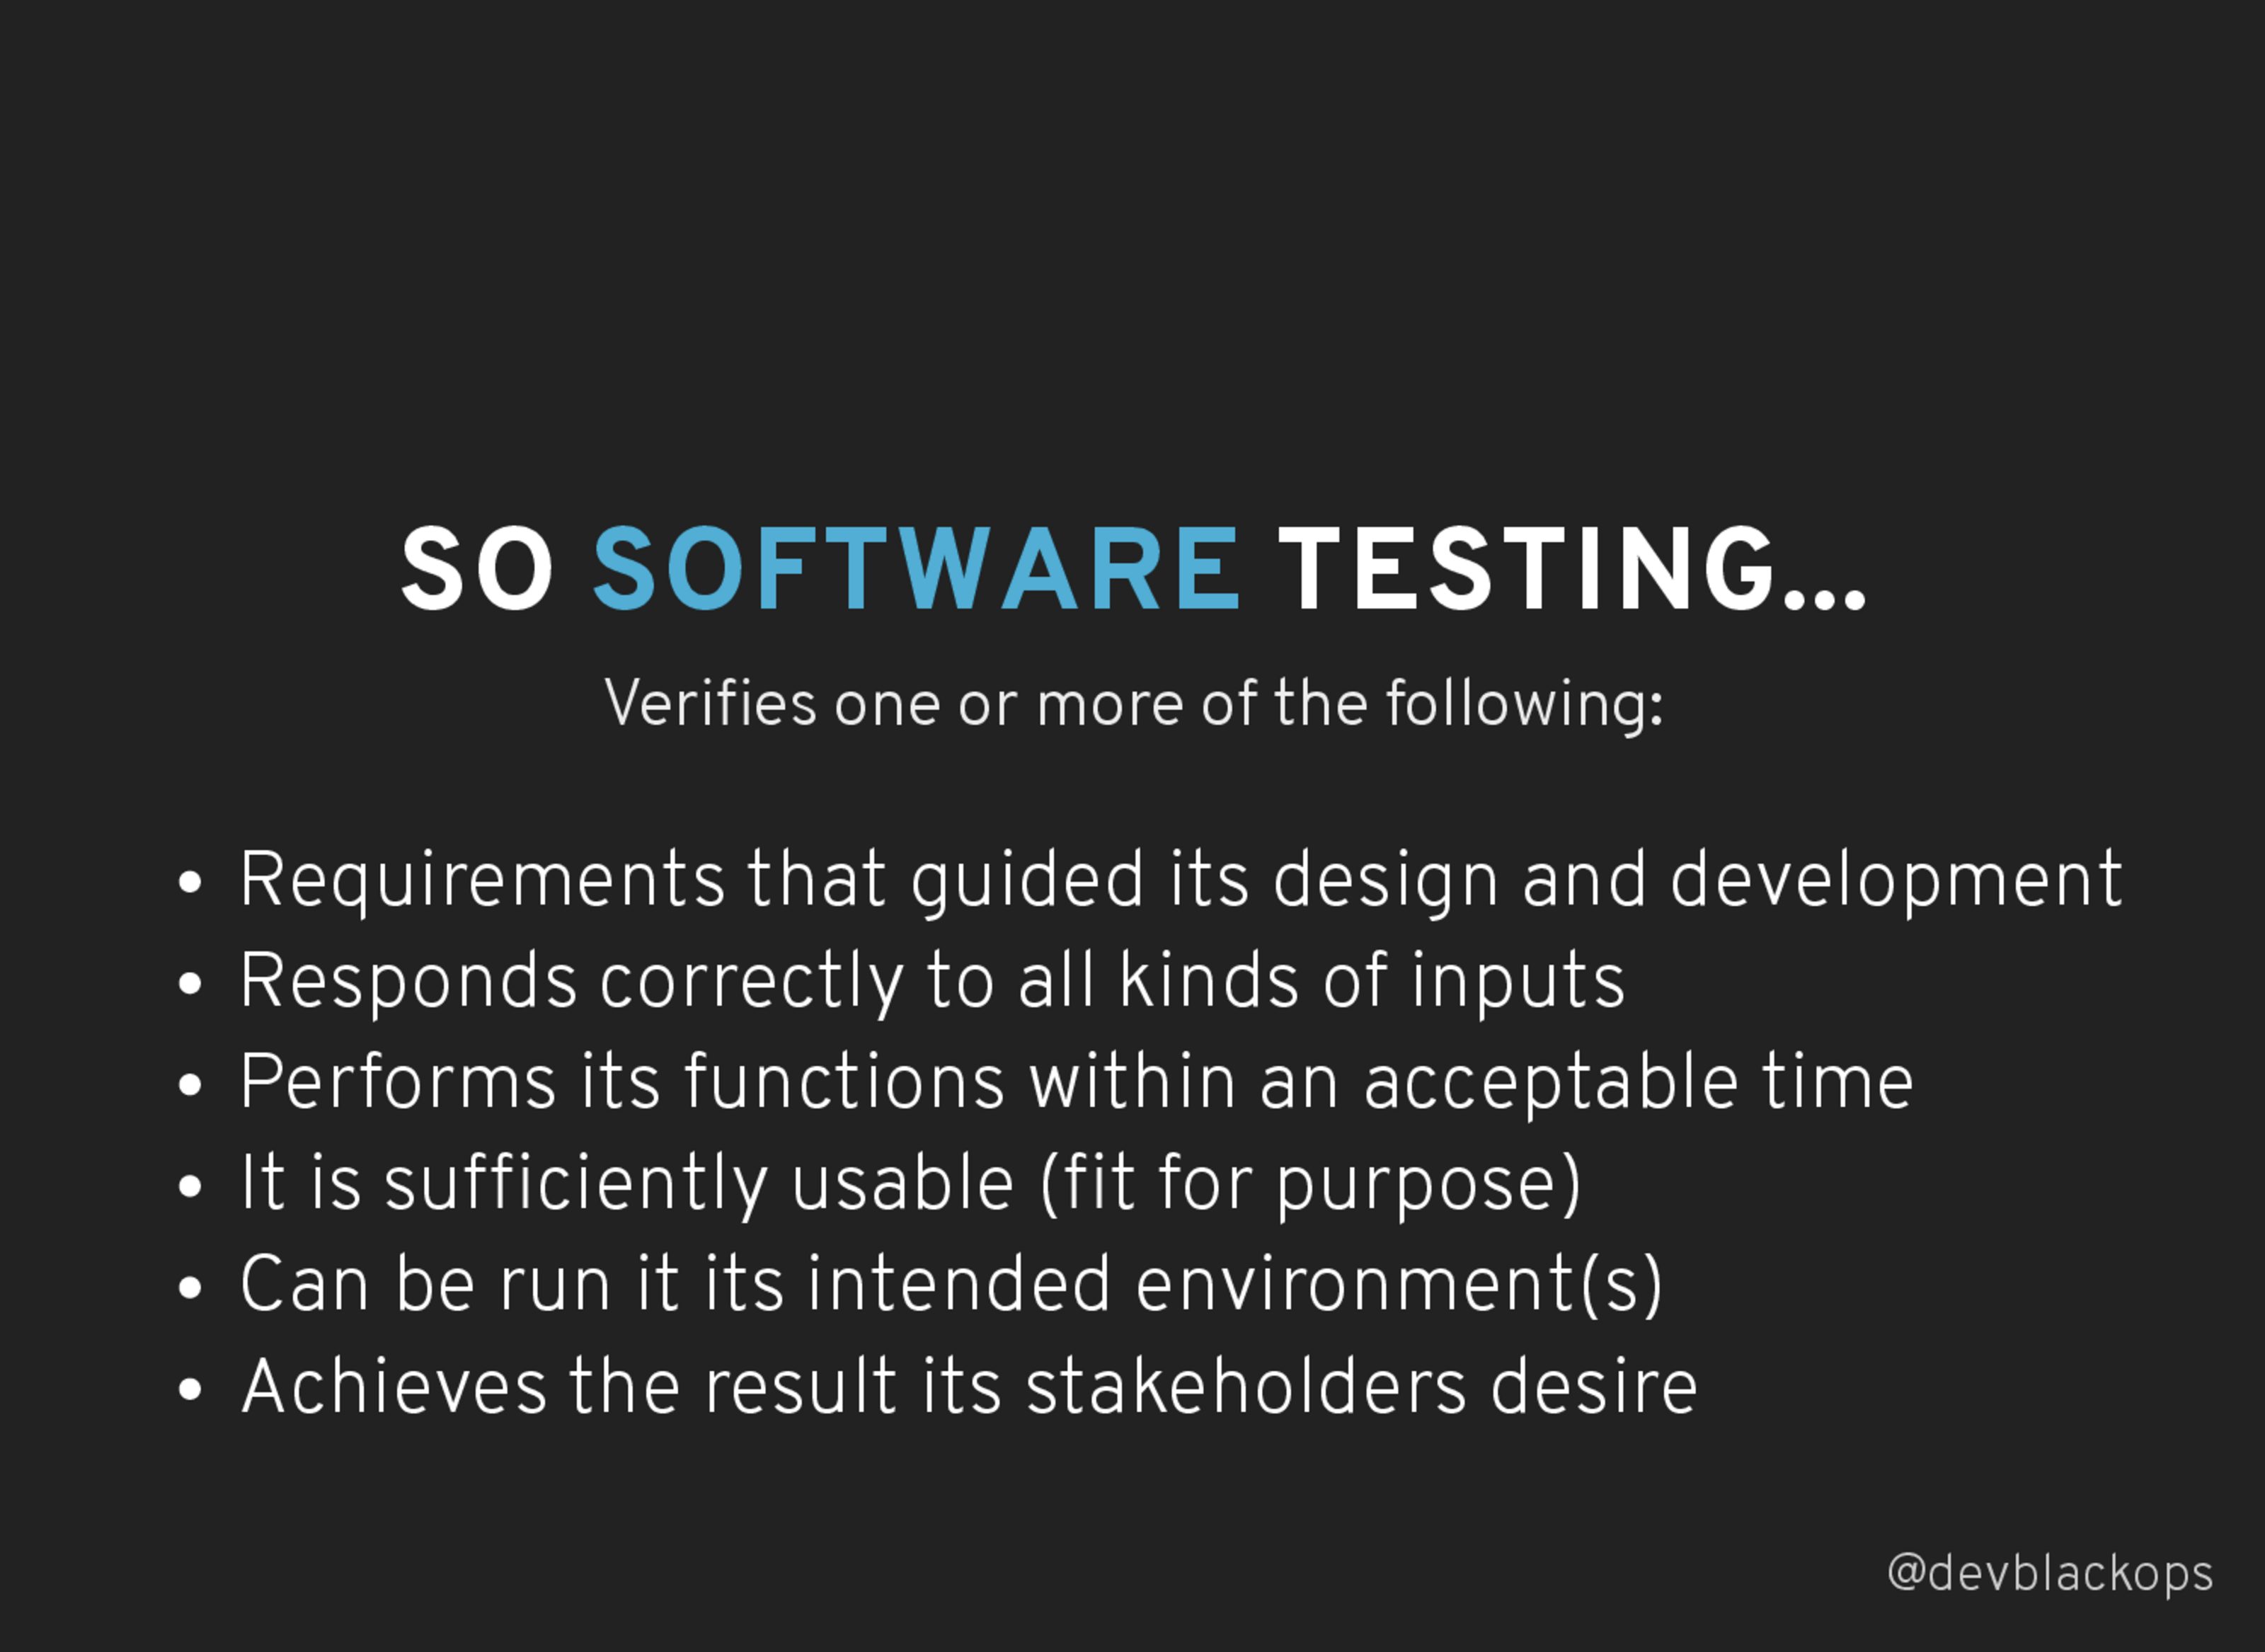 SO SOFTWARE TESTING...
Verifies one or more of the following:
• Requirements that guided its design and development
• Responds correctly to all kinds of inputs
• Performs its functions within an acceptable time
• It is sufficiently usable (fit for purpose)
• Can be run it its intended environment(s)
• Achieves the result its stakeholders desire
@devblackops